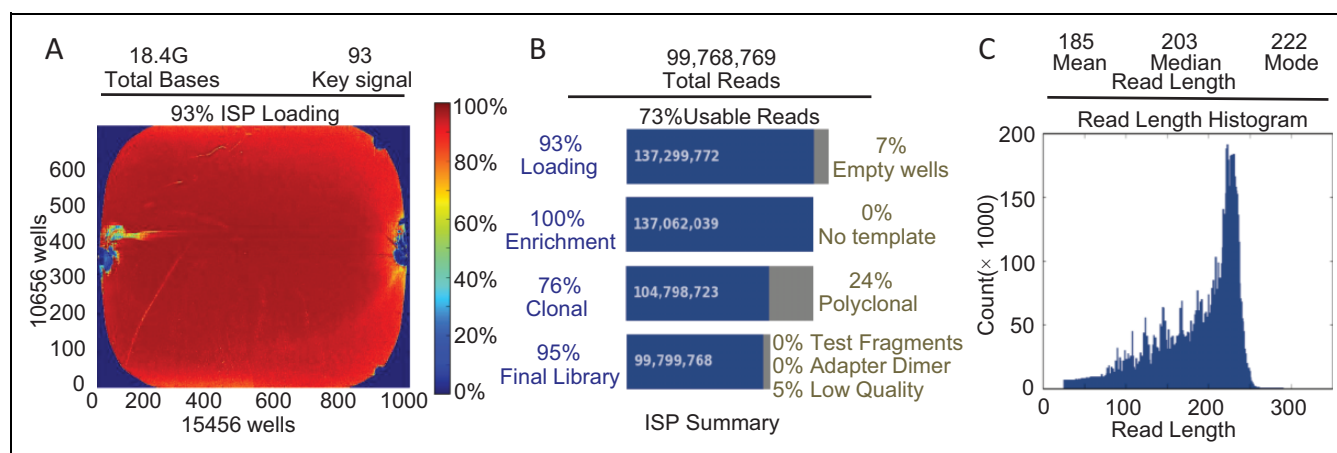 A
18.4G
Total Bases
93
Key signal
93% ISP Loading
100%
80%
60%
40%
20%
0%
600
500
400
300
200
100
0
10656 wells
0 200 400 600 800 1000
15456 wells
B
99,768,769
Total Reads
73%Usable Reads
93%
Loading
137,299,772
7%
Empty wells
100%
Enrichment
137,062,039
0%
No template
76%
Clonal
104,798,723
24%
Polyclonal
95%
Final Library
99,799,768
0% Test Fragments
0% Adapter Dimer
5% Low Quality
ISP Summary
C
185
Mean
203
Median
222
Mode
Read Length
Read Length Histogram
200
150
100
50
0
Count(× 1000)
0 100 200 300
Read Length